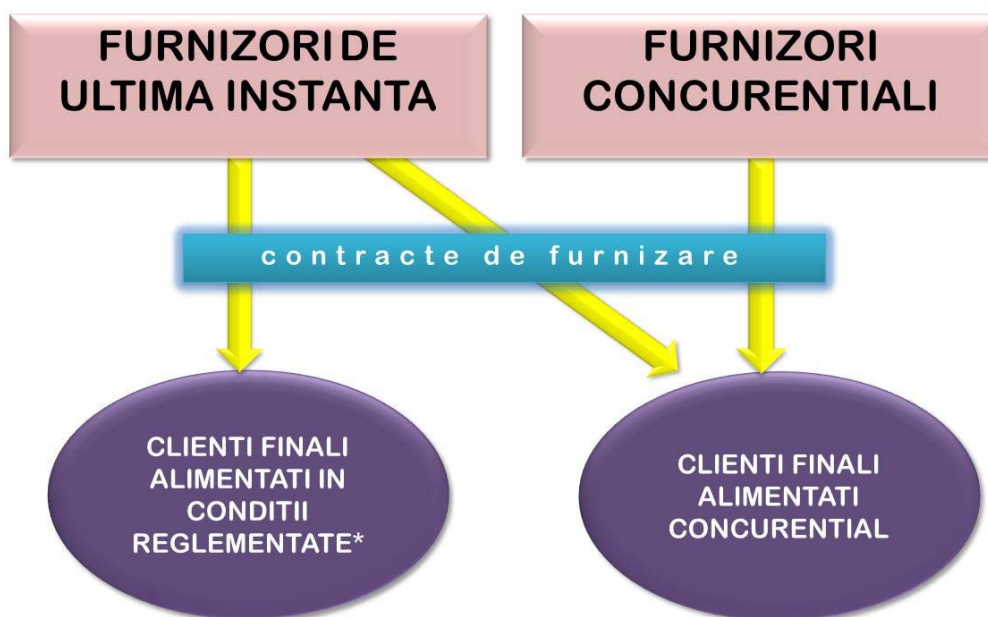 FURNIZORI DE
ULTIMA INSTANTA
FURNIZORI
CONCURENTIALI
contracte de furnizare
CLIENTI FINALI
ALIMENTATI IN
CONDITII
REGLEMENTATE*
CLIENTI FINALI
ALIMENTATI
CONCURENTIAL